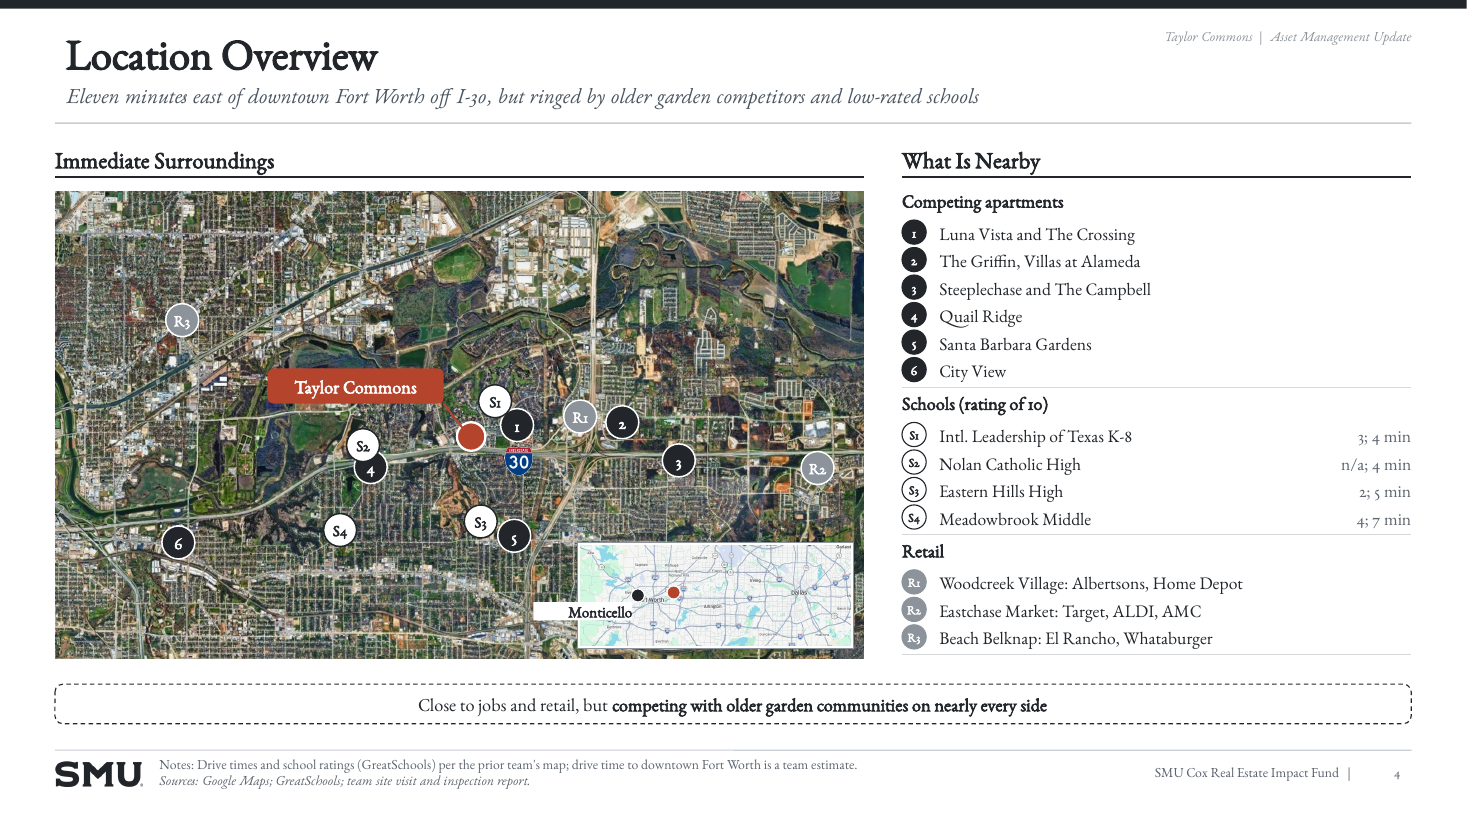 Taylor Commons | Asset Management Update
Location Overview
Eleven minutes east of downtown Fort Worth off I-30, but ringed by older garden competitors and low-rated schools
Immediate Surroundings
R3
Taylor Commons
S1
1
R1
2
S2
4
30
3
R2
S4
S3
5
6
Irving
Dallas
Arlington
Monticello
What Is Nearby
Competing apartments
1 Luna Vista and The Crossing
2 The Griffin, Villas at Alameda
3 Steeplechase and The Campbell
4 Quail Ridge
5 Santa Barbara Gardens
6 City View
Schools (rating of 10)
S1 Intl. Leadership of Texas K-8 3; 4 min
S2 Nolan Catholic High n/a; 4 min
S3 Eastern Hills High 2; 5 min
S4 Meadowbrook Middle 4; 7 min
Retail
R1 Woodcreek Village: Albertsons, Home Depot
R2 Eastchase Market: Target, ALDI, AMC
R3 Beach Belknap: El Rancho, Whataburger
Close to jobs and retail, but competing with older garden communities on nearly every side
SMU
Notes: Drive times and school ratings (GreatSchools) per the prior team's map; drive time to downtown Fort Worth is a team estimate.
Sources: Google Maps; GreatSchools; team site visit and inspection report.
SMU Cox Real Estate Impact Fund | 4